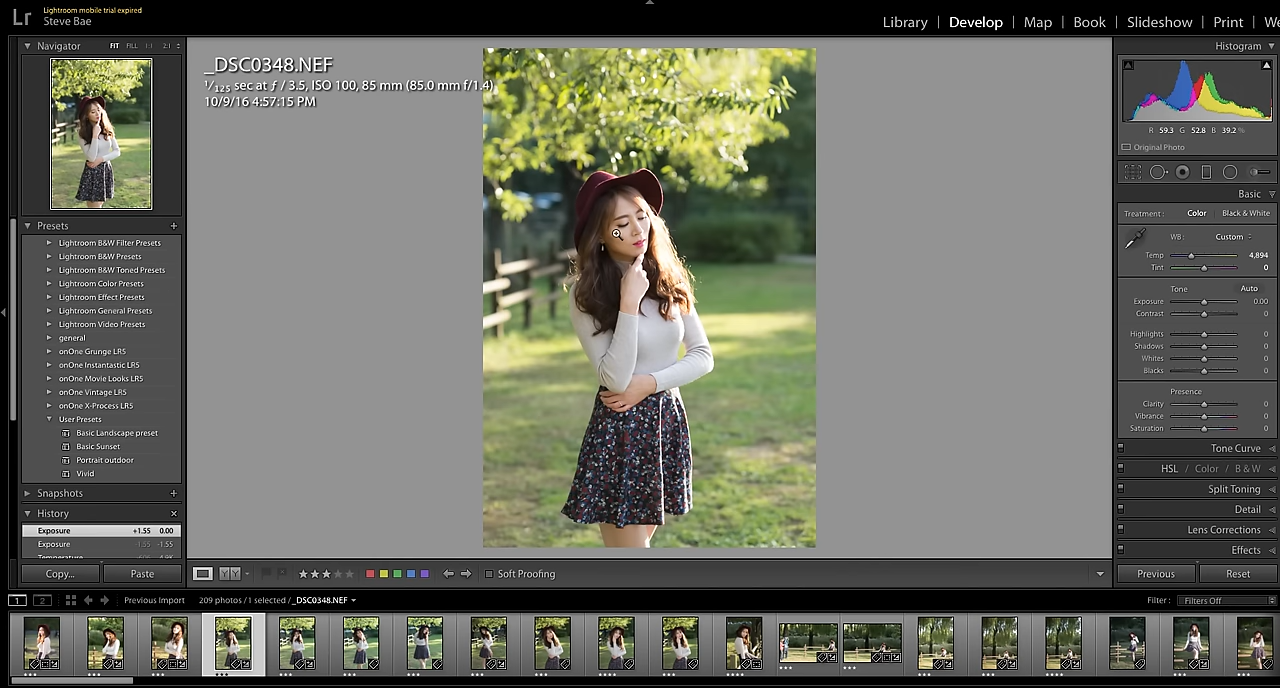 Lr
Lightroom mobile trial expired
Steve Bae
Library | Develop | Map | Book | Slideshow | Print |
Navigator FIT FILL 1:1 2:1
_DSC0348.NEF
1/125 sec at ƒ / 3.5, ISO 100, 85 mm (85.0 mm f/1.4)
10/9/16 4:57:15 PM
Presets +
Lightroom B&W Filter Presets
Lightroom B&W Presets
Lightroom B&W Toned Presets
Lightroom Color Presets
Lightroom Effect Presets
Lightroom General Presets
Lightroom Video Presets
general
onOne Grunge LR5
onOne Instantastic LR5
onOne Movie Looks LR5
onOne Vintage LR5
onOne X-Process LR5
User Presets
Basic Landscape preset
Basic Sunset
Portrait outdoor
Vivid
Snapshots +
History ×
Exposure +1.55 0.00
Exposure -1.55 -1.55
Copy... Paste
Histogram
R 59.3 G 52.8 B 39.2 %
Original Photo
Basic
Treatment : Color Black & White
WB : Custom
Temp 4,894
Tint 0
Tone Auto
Exposure 0.00
Contrast 0
Highlights 0
Shadows 0
Whites 0
Blacks 0
Presence
Clarity 0
Vibrance 0
Saturation 0
Tone Curve
HSL / Color / B & W
Split Toning
Detail
Lens Corrections
Effects
Previous Reset
Y Y
Soft Proofing
1 2 Previous Import 209 photos / 1 selected / _DSC0348.NEF
Filter : Filters Off